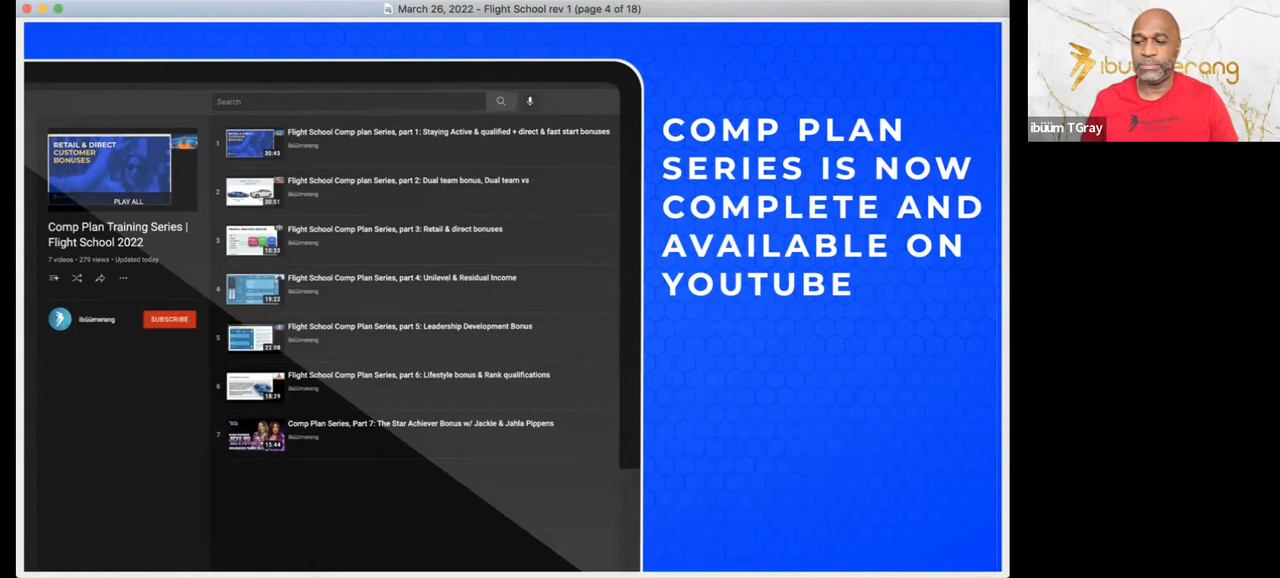 March 26, 2022 - Flight School rev 1 (page 4 of 18)
Search
RETAIL & DIRECT
CUSTOMER
BONUSES
PLAY ALL
Comp Plan Training Series |
Flight School 2022
7 videos • 279 views • Updated today
ibüümerang
SUBSCRIBE
1
30:43
Flight School Comp plan Series, part 1: Staying Active & qualified + direct & fast start bonuses
ibüümerang
2
30:51
Flight School Comp plan Series, part 2: Dual team bonus, Dual team vs
ibüümerang
3
10:33
Flight School Comp Plan Series, part 3: Retail & direct bonuses
ibüümerang
4
19:22
Flight School Comp Plan Series, part 4: Unilevel & Residual Income
ibüümerang
5
22:08
Flight School Comp Plan Series, part 5: Leadership Development Bonus
ibüümerang
6
18:29
Flight School Comp Plan Series, part 6: Lifestyle bonus & Rank qualifications
ibüümerang
7
15:44
Comp Plan Series, Part 7: The Star Achiever Bonus w/ Jackie & Jahla Pippens
ibüümerang
COMP PLAN
SERIES IS NOW
COMPLETE AND
AVAILABLE ON
YOUTUBE
ibüüm TGray